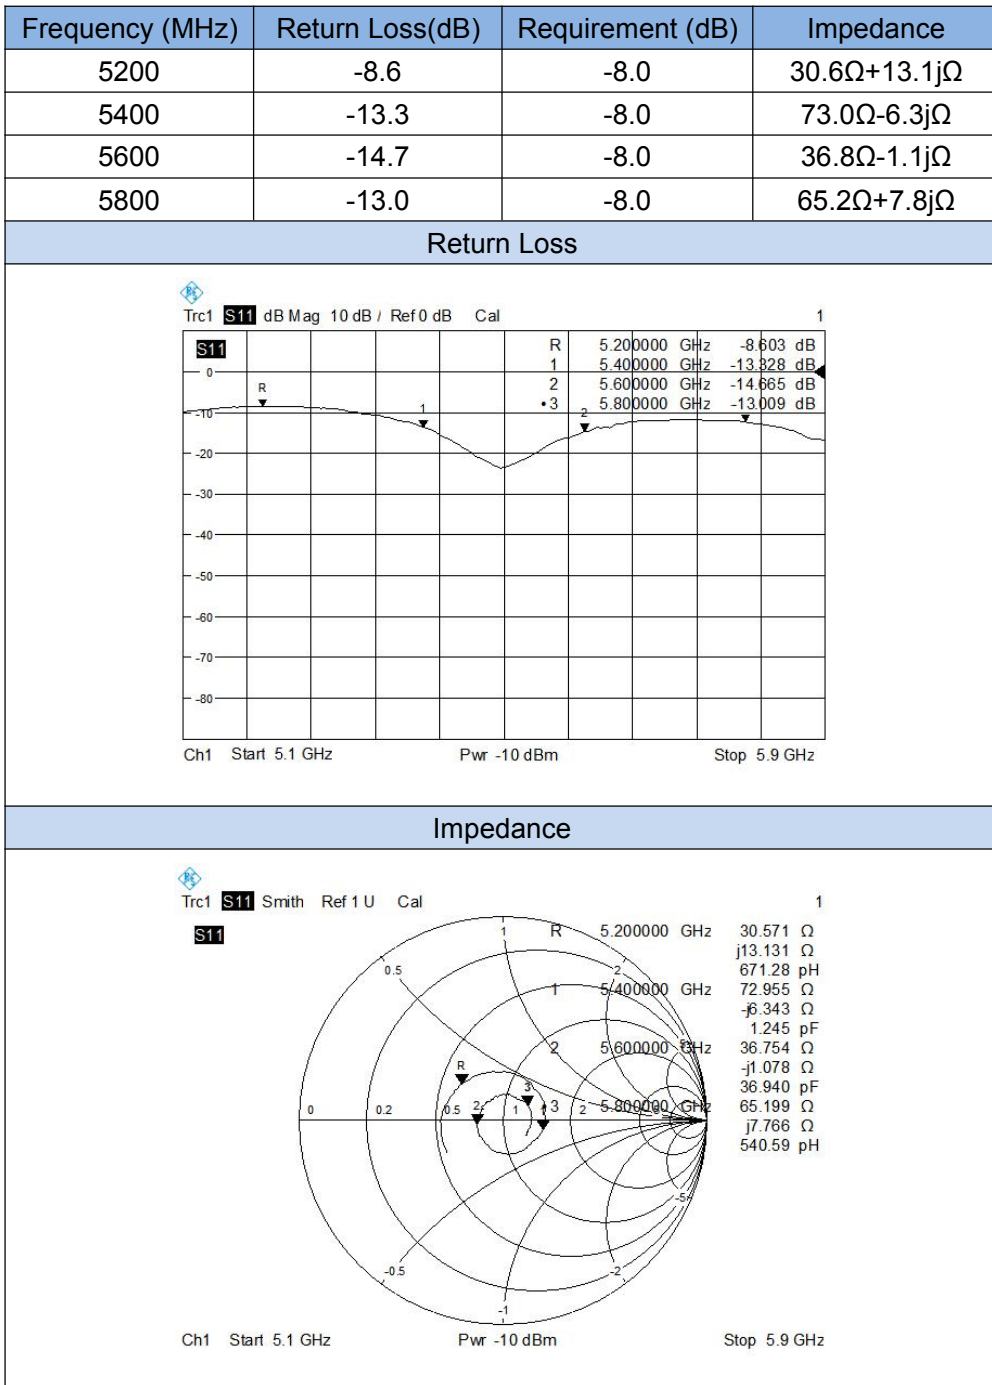 Frequency (MHz) Return Loss(dB) Requirement (dB) Impedance
5200 -8.6 -8.0 30.6Ω+13.1jΩ
5400 -13.3 -8.0 73.0Ω-6.3jΩ
5600 -14.7 -8.0 36.8Ω-1.1jΩ
5800 -13.0 -8.0 65.2Ω+7.8jΩ
Return Loss
Trc1 S11 dB Mag 10 dB / Ref 0 dB Cal 1
S11
R 5.200000 GHz -8.603 dB
1 5.400000 GHz -13.328 dB
2 5.600000 GHz -14.665 dB
•3 5.800000 GHz -13.009 dB
0
R
1
2
-10
-20
-30
-40
-50
-60
-70
-80
Ch1 Start 5.1 GHz Pwr -10 dBm Stop 5.9 GHz
Impedance
Trc1 S11 Smith Ref 1 U Cal 1
S11
R 5.200000 GHz 30.571 Ω
j13.131 Ω
671.28 pH
1 5.400000 GHz 72.955 Ω
-j6.343 Ω
1.245 pF
2 5.600000 GHz 36.754 Ω
-j1.078 Ω
36.940 pF
•3 5.800000 GHz 65.199 Ω
j7.766 Ω
540.59 pH
1
0.5
2
R
3
0 0.2 0.5 2 1 2
-5
-0.5
-2
-1
Ch1 Start 5.1 GHz Pwr -10 dBm Stop 5.9 GHz